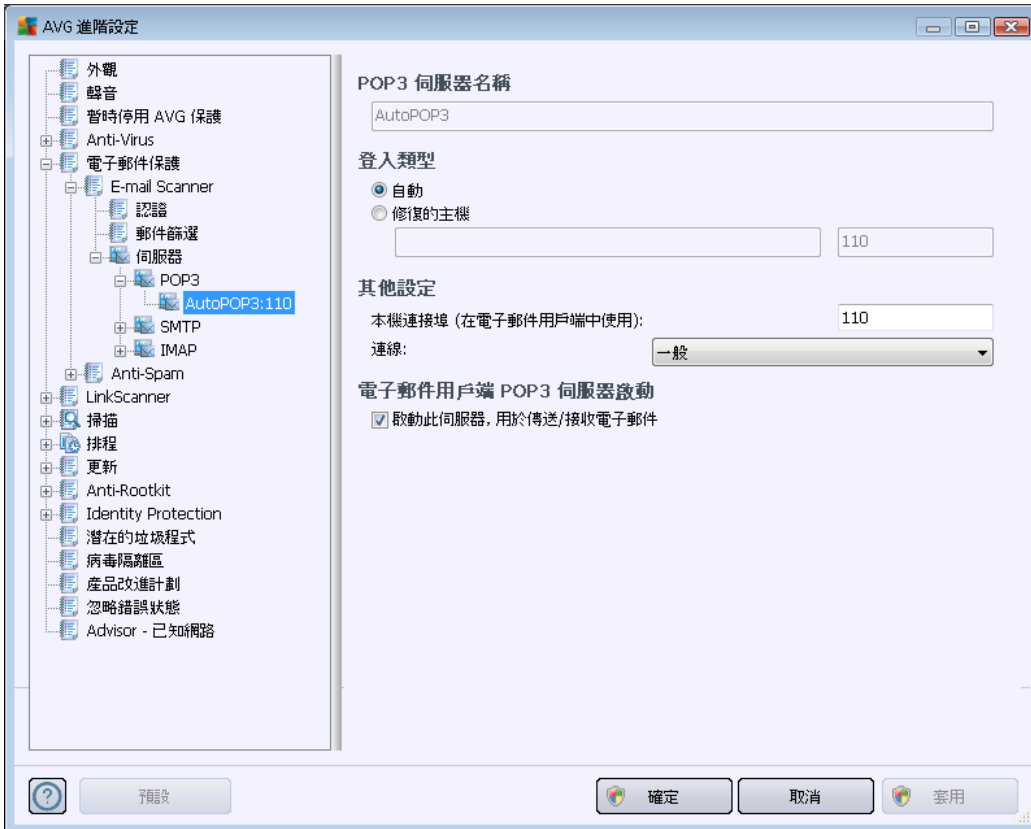 AVG 進階設定
外觀
聲音
暫時停用 AVG 保護
Anti-Virus
電子郵件保護
E-mail Scanner
認證
郵件篩選
伺服器
POP3
AutoPOP3:110
SMTP
IMAP
Anti-Spam
LinkScanner
掃描
排程
更新
Anti-Rootkit
Identity Protection
潛在的垃圾程式
病毒隔離區
產品改進計劃
忽略錯誤狀態
Advisor - 已知網路
POP3 伺服器名稱
AutoPOP3
登入類型
自動
修復的主機
110
其他設定
本機連接埠 (在電子郵件用戶端中使用):
110
連線:
一般
電子郵件用戶端 POP3 伺服器啟動
啟動此伺服器, 用於傳送/接收電子郵件
預設
確定
取消
套用